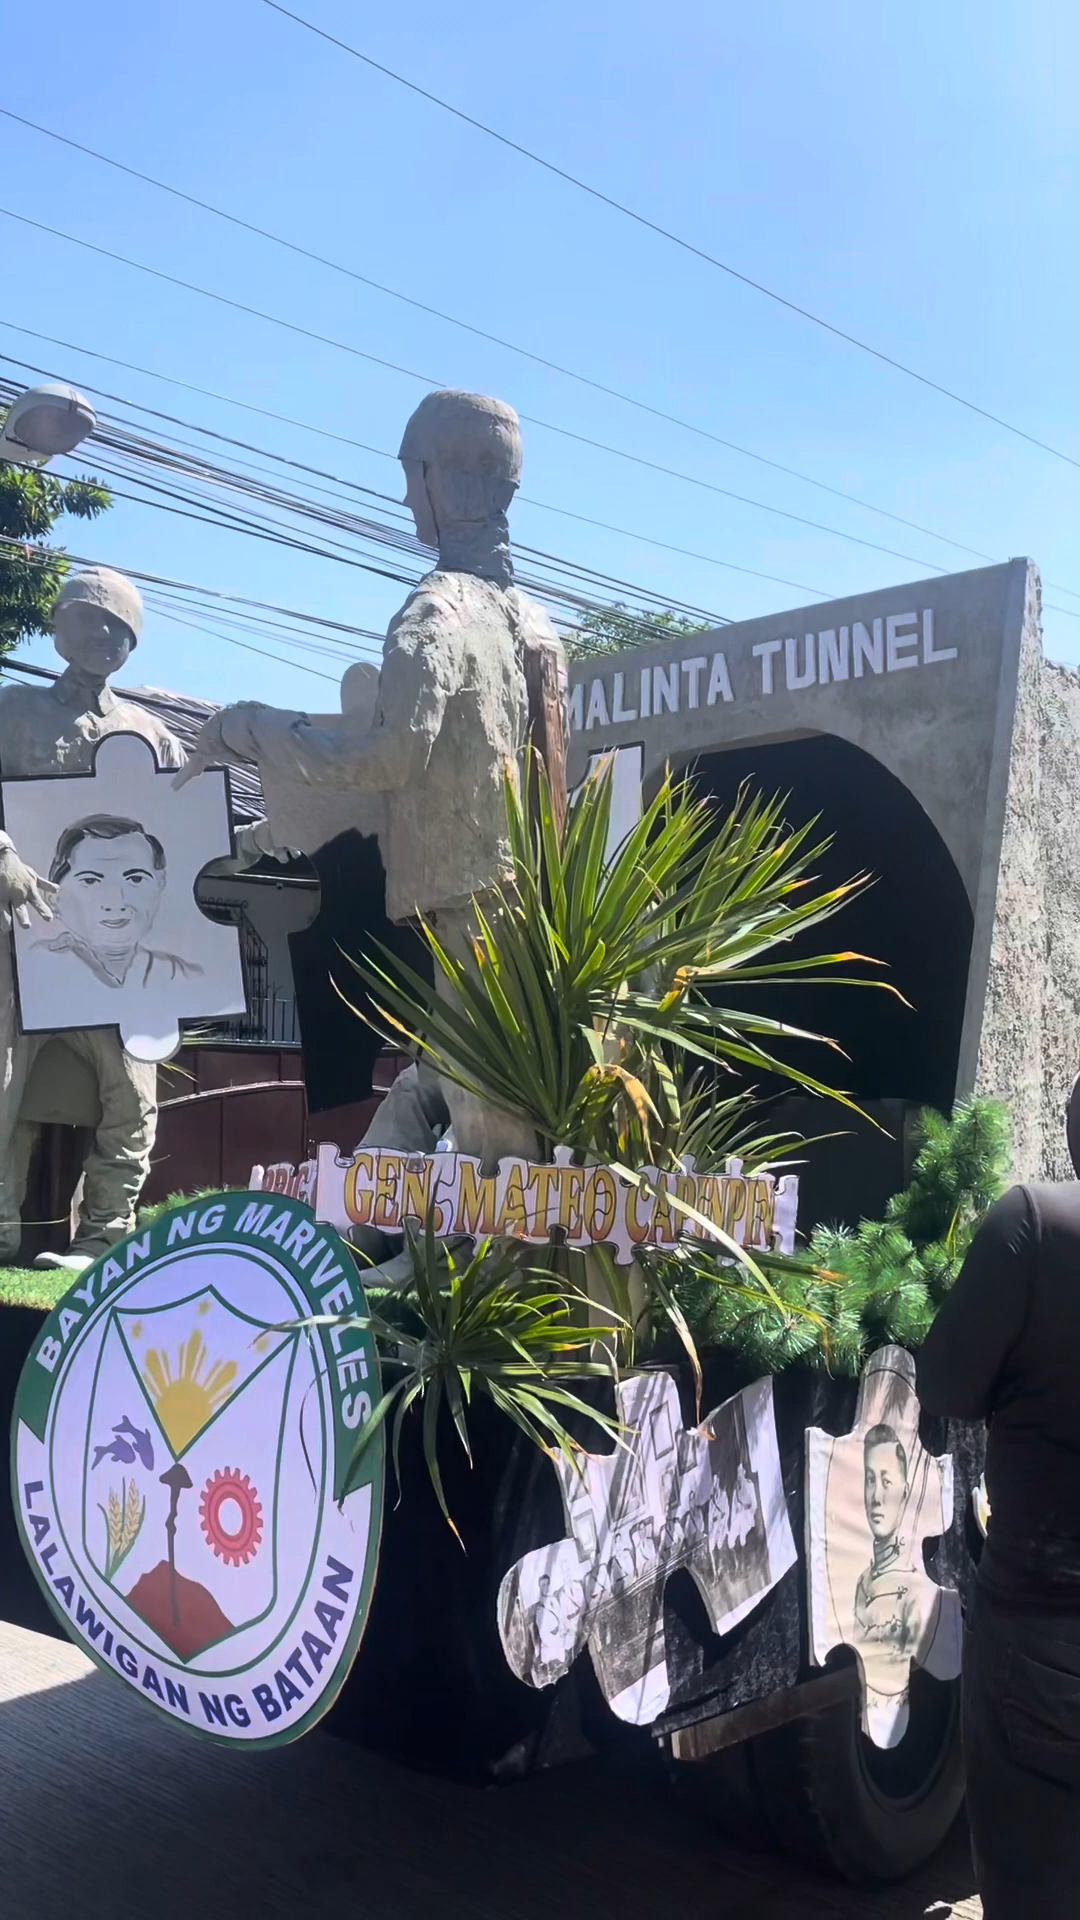 MALINTA TUNNEL
GEN. MATEO CAPINPIN
BAYAN NG MARIVELES
LALAWIGAN NG BATAAN